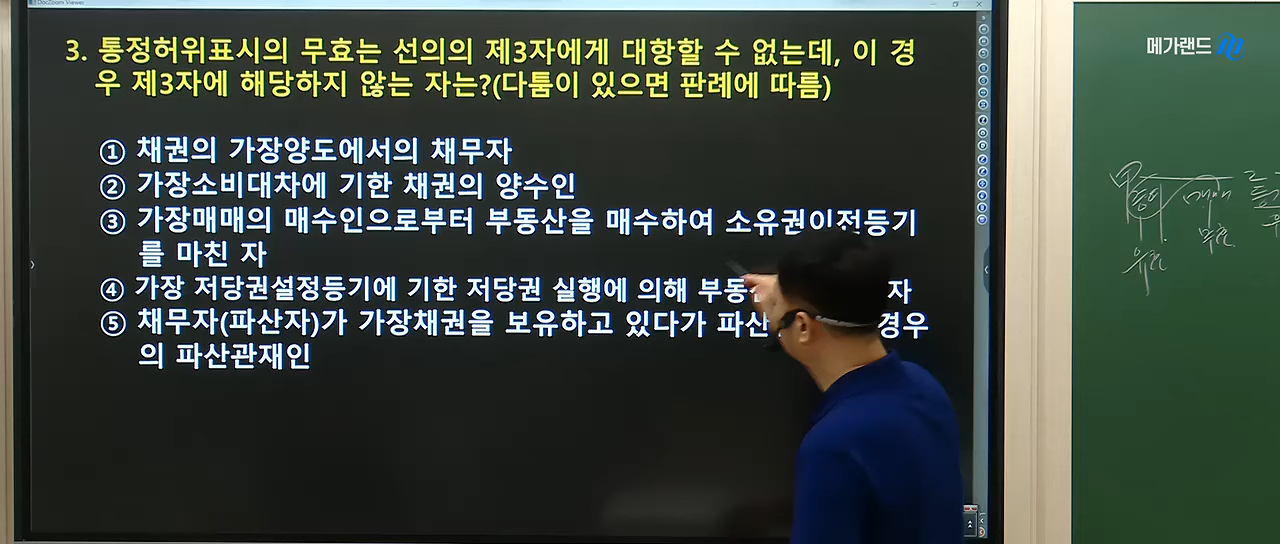 DocZoom Viewer
3. 통정허위표시의 무효는 선의의 제3자에게 대항할 수 없는데, 이 경
우 제3자에 해당하지 않는 자는?(다툼이 있으면 판례에 따름)
① 채권의 가장양도에서의 채무자
② 가장소비대차에 기한 채권의 양수인
③ 가장매매의 매수인으로부터 부동산을 매수하여 소유권이전등기
를 마친 자
④ 가장 저당권설정등기에 기한 저당권 실행에 의해 자
⑤ 채무자(파산자)가 가장채권을 보유하고 있다가 경우
의 파산관재인
메가랜드
매매
무효
유효